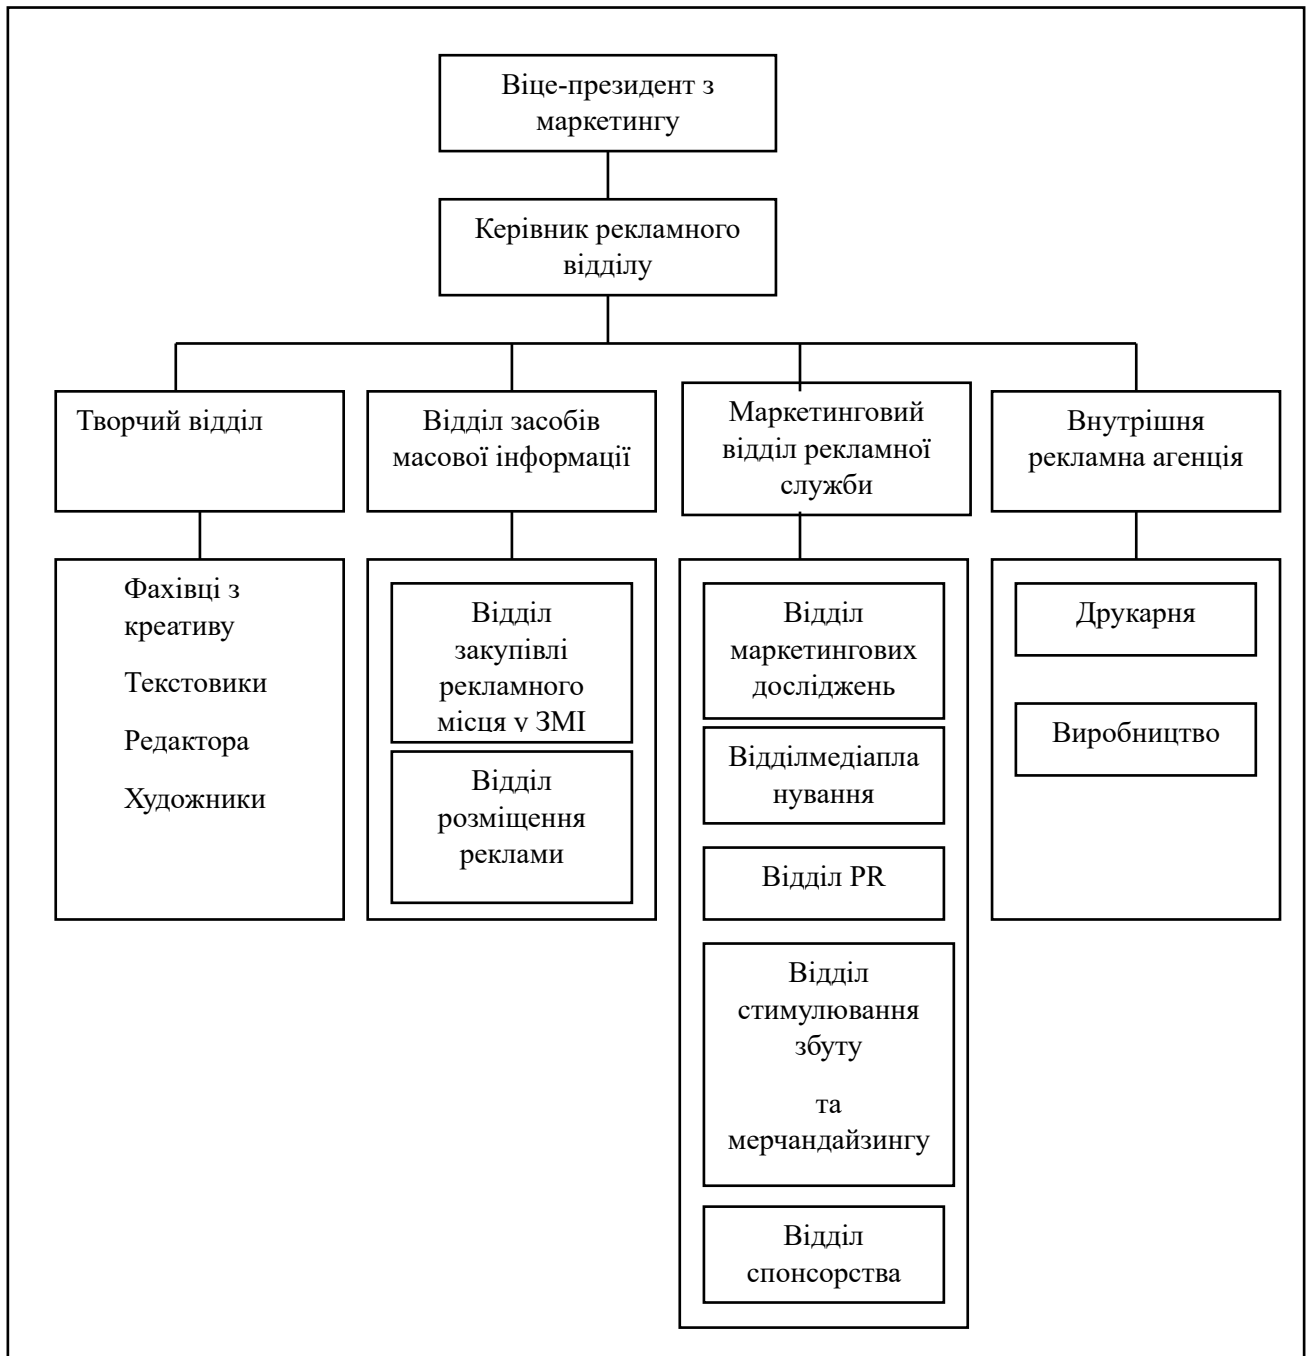 Віце-президент з
маркетингу
Керівник рекламного
відділу
Творчий відділ
Відділ засобів
масової інформації
Маркетинговий
відділ рекламної
служби
Внутрішня
рекламна агенція
Фахівці з
креативу
Текстовики
Редактора
Художники
Відділ
закупівлі
рекламного
місця у ЗМІ
Відділ
розміщення
реклами
Відділ
маркетингових
досліджень
Відділмедіапла
нування
Відділ PR
Відділ
стимулювання
збуту
та
мерчандайзингу
Відділ
спонсорства
Друкарня
Виробництво